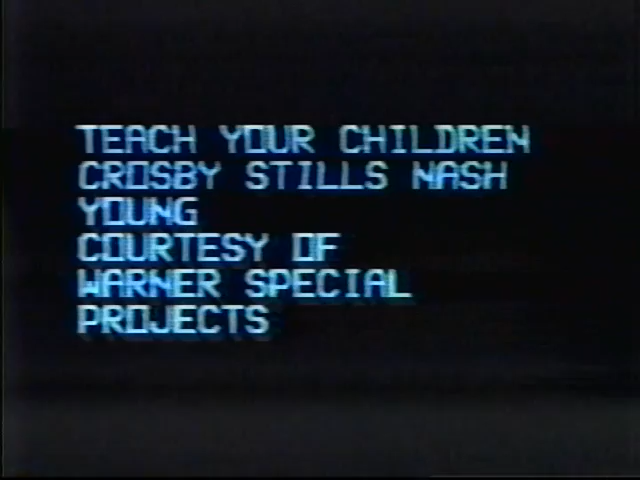 TEACH YOUR CHILDREN
CROSBY STILLS NASH
YOUNG
COURTESY OF
WARNER SPECIAL
PROJECTS